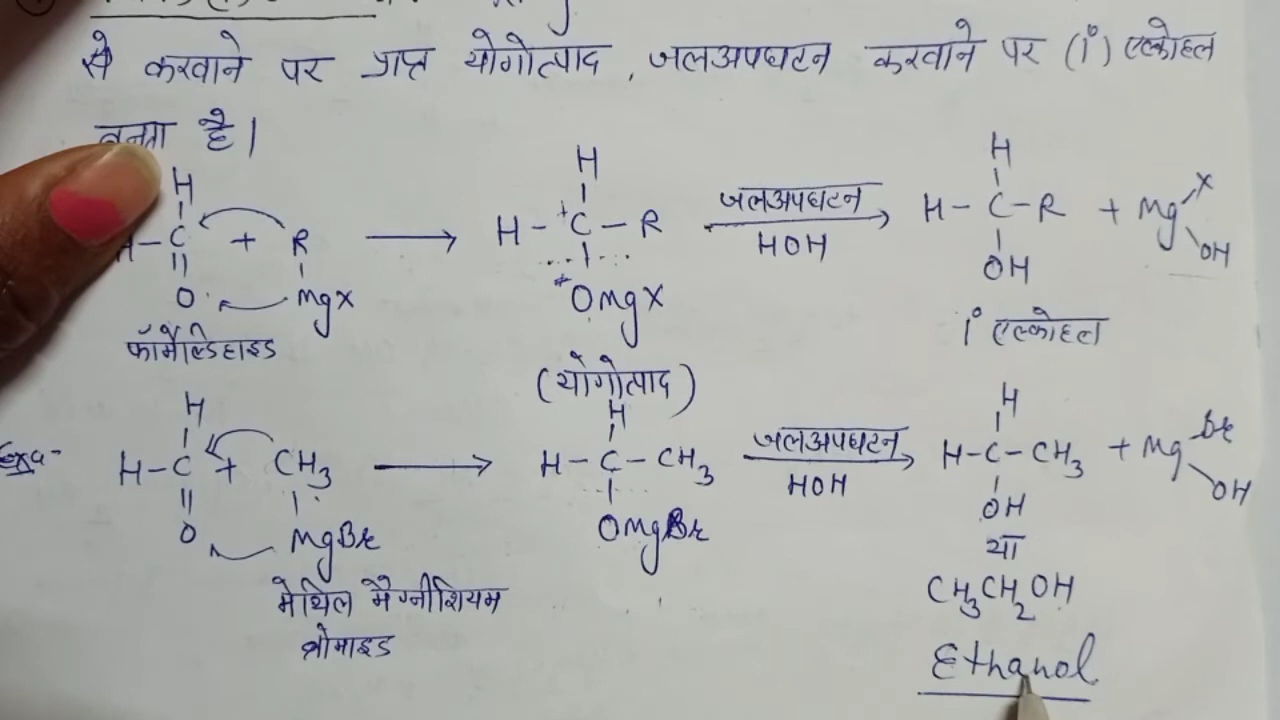 से करवाने पर प्राप्त योगोत्पाद, जलअपघटन करवाने पर (1°) एल्कोहल
बनता है।
H H H
H-C + R → H-C-R जलअपघटन H-C-R + Mg X
HOH
O MgX OMgX OH OH
फॉर्मेल्डिहाइड 1° एल्कोहल
(योगोत्पाद)
H H H
Exa- H-C + CH3 → H-C-CH3 जलअपघटन H-C-CH3 + Mg Br
HOH
O MgBr OMgBr OH OH
या
मेथिल मैग्नीशियम CH3CH2OH
ब्रोमाइड
Ethanol